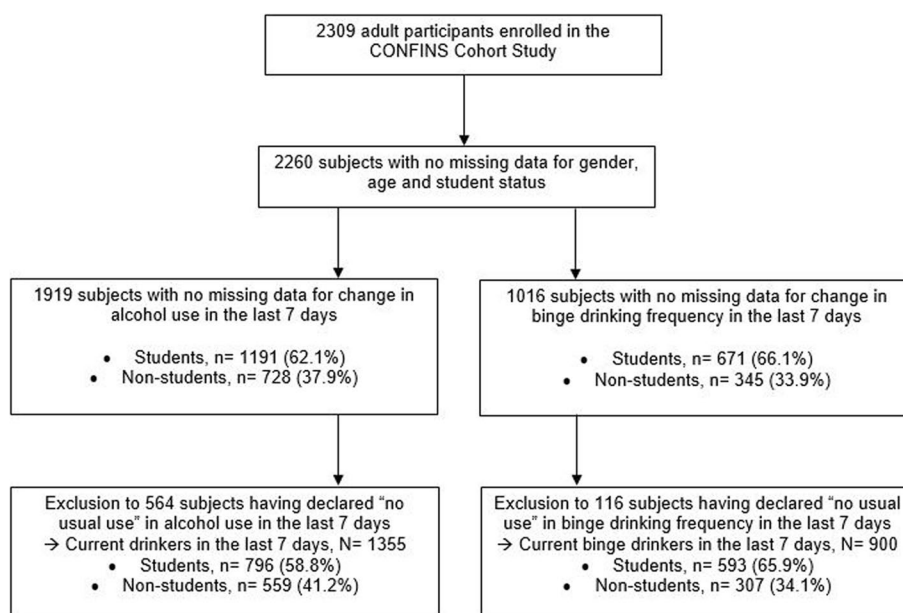 2309 adult participants enrolled in the
CONFINS Cohort Study
2260 subjects with no missing data for gender,
age and student status
1919 subjects with no missing data for change in
alcohol use in the last 7 days
• Students, n= 1191 (62.1%)
• Non-students, n= 728 (37.9%)
1016 subjects with no missing data for change in
binge drinking frequency in the last 7 days
• Students, n= 671 (66.1%)
• Non-students, n= 345 (33.9%)
Exclusion to 564 subjects having declared “no
usual use” in alcohol use in the last 7 days
→ Current drinkers in the last 7 days, N= 1355
• Students, n= 796 (58.8%)
• Non-students, n= 559 (41.2%)
Exclusion to 116 subjects having declared “no usual
use” in binge drinking frequency in the last 7 days
→ Current binge drinkers in the last 7 days, N= 900
• Students, n= 593 (65.9%)
• Non-students, n= 307 (34.1%)